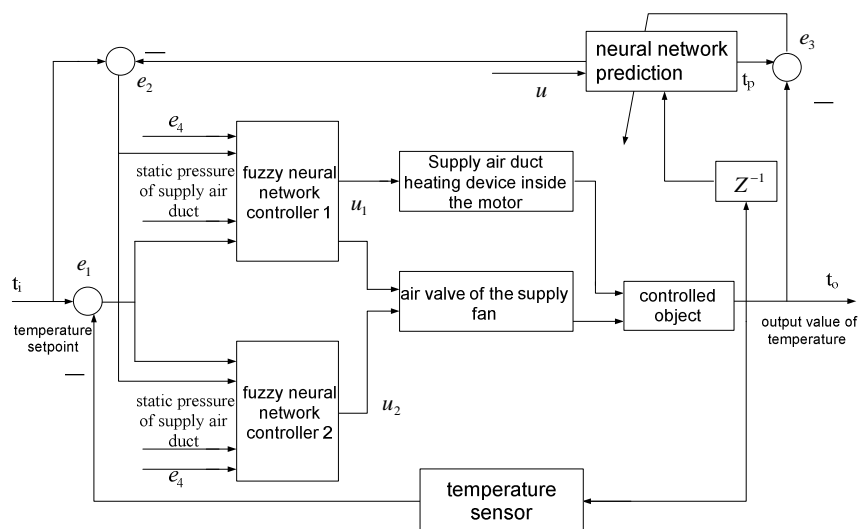 neural network
prediction
e3
tp
e2
u
e4
static pressure
of supply air
duct
fuzzy neural
network
controller 1
Supply air duct
heating device inside
the motor
Z-1
u1
ti
e1
temperature
setpoint
air valve of the supply
fan
controlled
object
to
output value of
temperature
static pressure
of supply air
duct
e4
fuzzy neural
network
controller 2
u2
temperature
sensor